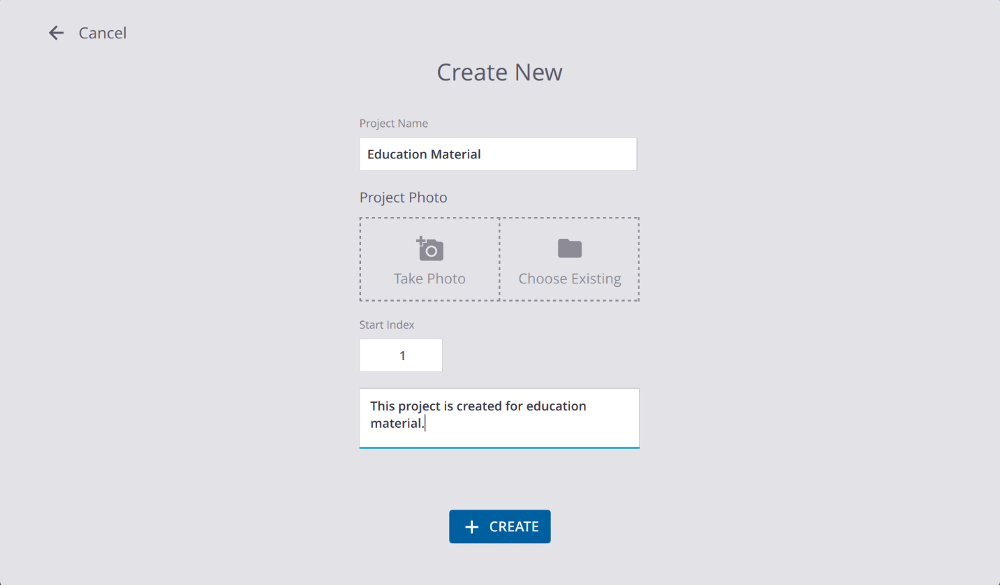 Cancel
Create New
Project Name
Education Material
Project Photo
Take Photo
Choose Existing
Start Index
1
This project is created for education
material.
CREATE